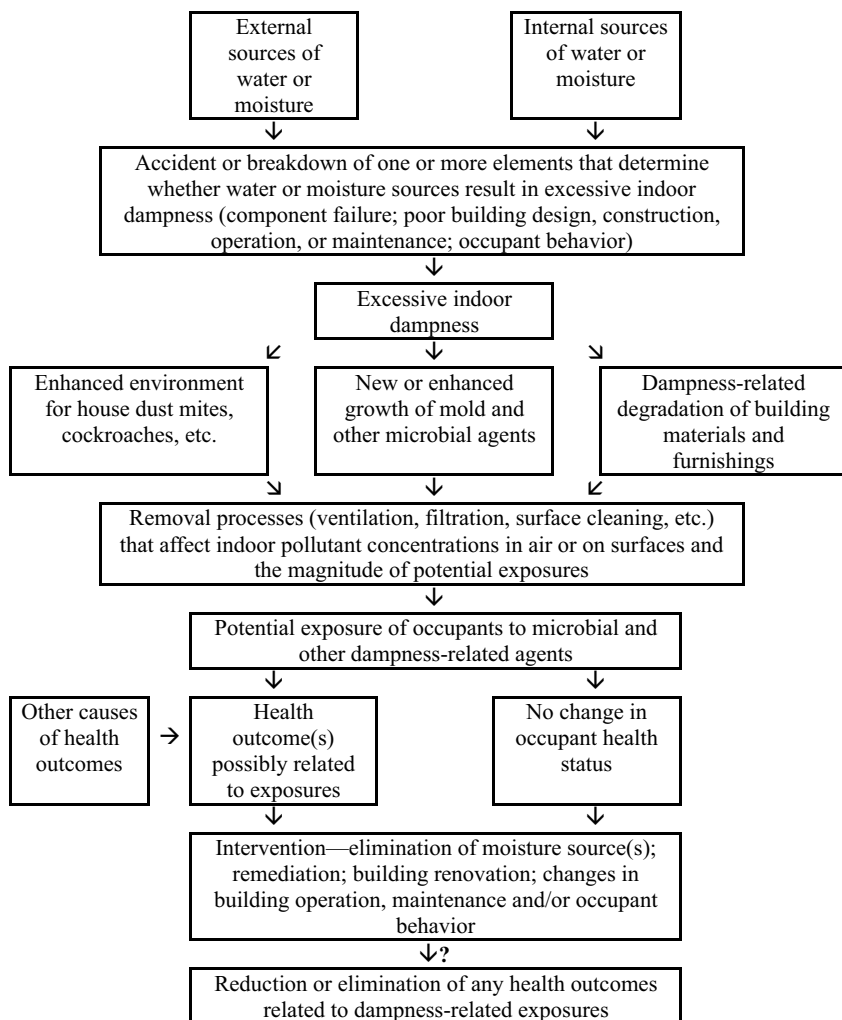 External
sources of
water or
moisture
Internal sources
of water or
moisture
Accident or breakdown of one or more elements that determine
whether water or moisture sources result in excessive indoor
dampness (component failure; poor building design, construction,
operation, or maintenance; occupant behavior)
Excessive indoor
dampness
Enhanced environment
for house dust mites,
cockroaches, etc.
New or enhanced
growth of mold and
other microbial agents
Dampness-related
degradation of building
materials and
furnishings
Removal processes (ventilation, filtration, surface cleaning, etc.)
that affect indoor pollutant concentrations in air or on surfaces and
the magnitude of potential exposures
Potential exposure of occupants to microbial and
other dampness-related agents
Other causes
of health
outcomes
Health
outcome(s)
possibly related
to exposures
No change in
occupant health
status
Intervention—elimination of moisture source(s);
remediation; building renovation; changes in
building operation, maintenance and/or occupant
behavior
?
Reduction or elimination of any health outcomes
related to dampness-related exposures